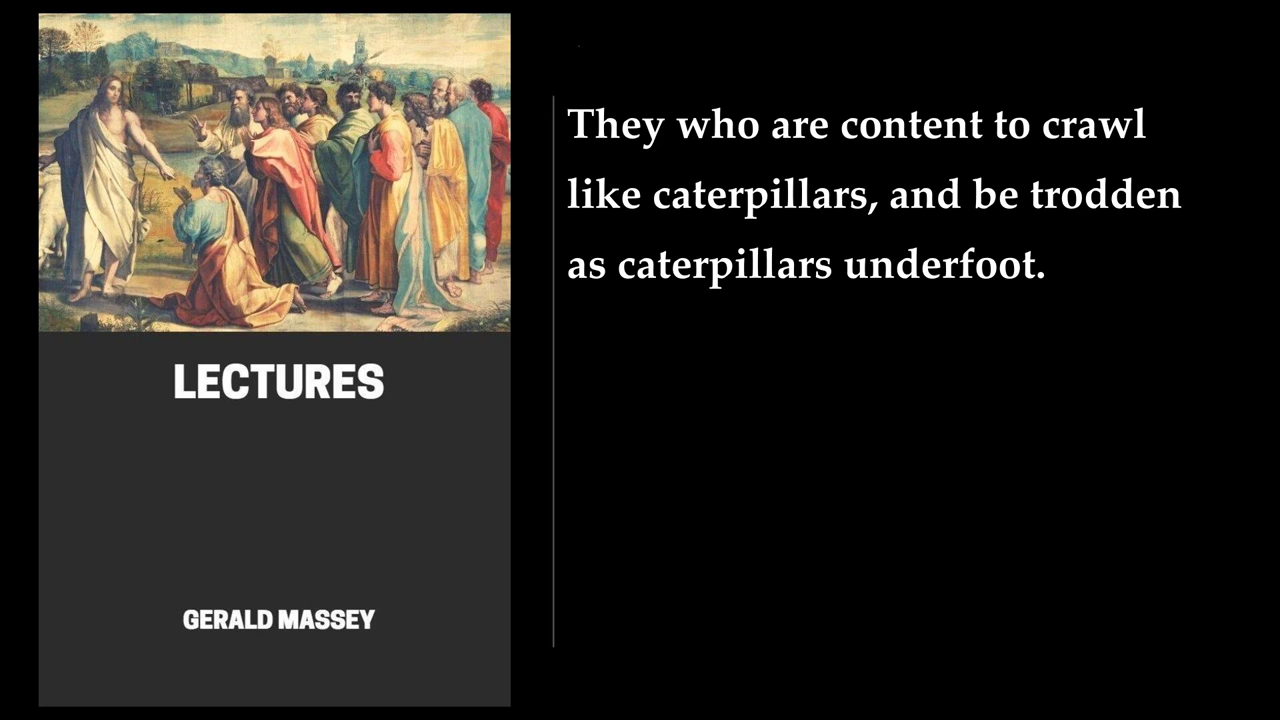 LECTURES
GERALD MASSEY
They who are content to crawl
like caterpillars, and be trodden
as caterpillars underfoot.